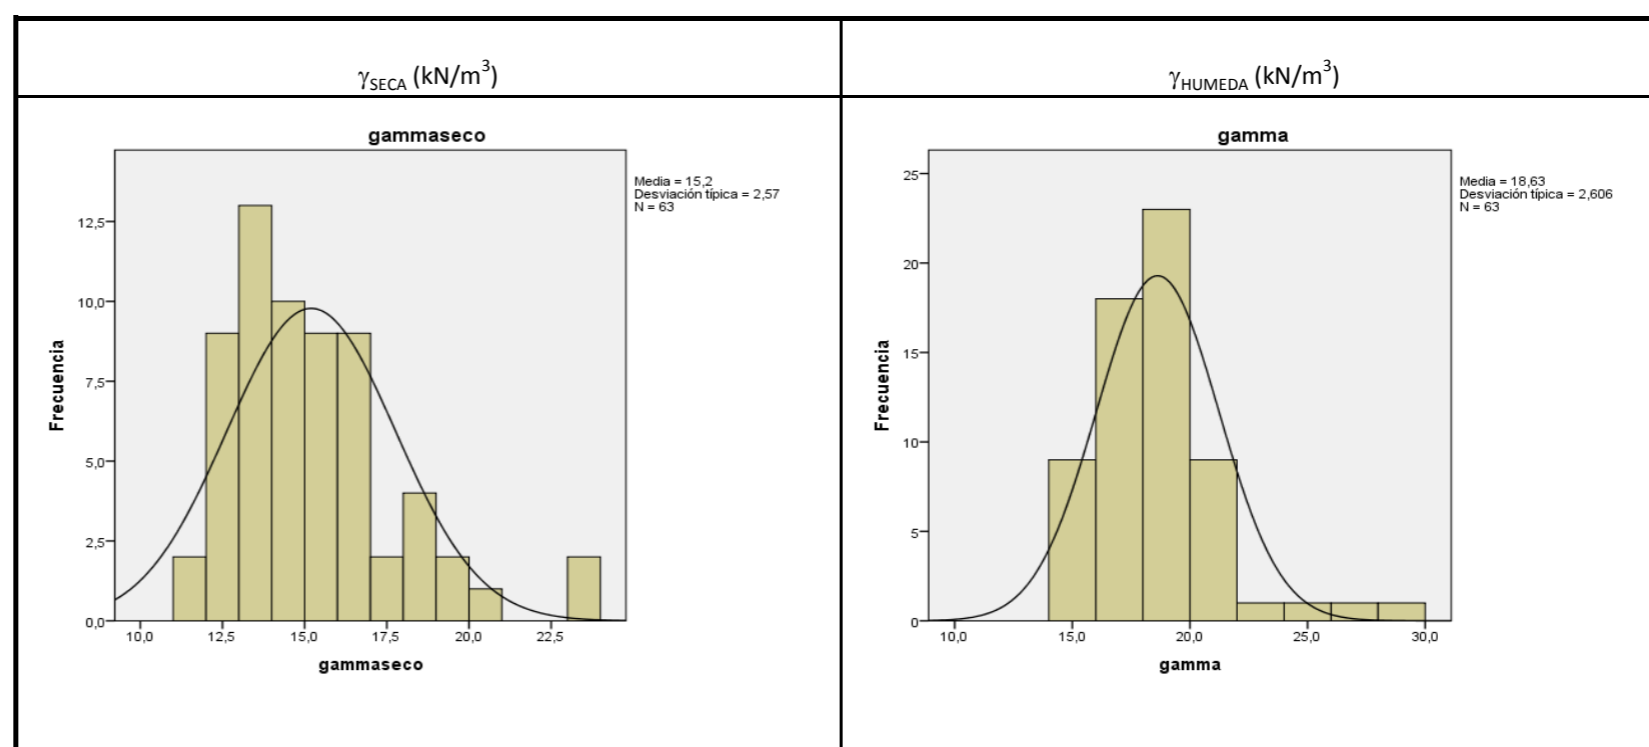 γSECA (kN/m³)
γHUMEDA (kN/m³)
gammaseco
Media = 15,2
Desviación típica = 2,57
N = 63
12,5
10,0
7,5
5,0
2,5
0,0
Frecuencia
10,0 12,5 15,0 17,5 20,0 22,5
gammaseco
gamma
Media = 18,63
Desviación típica = 2,606
N = 63
25
20
15
10
5
0
Frecuencia
10,0 15,0 20,0 25,0 30,0
gamma